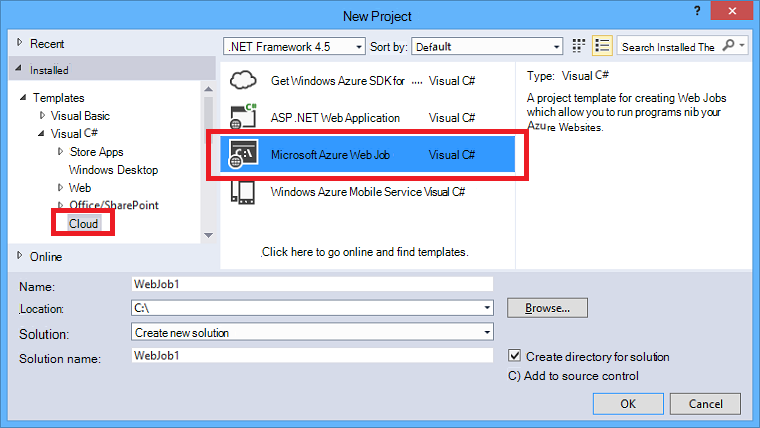 New Project
? ×
Recent
Installed
Templates
Visual Basic
Visual C#
Store Apps
Windows Desktop
Web
Office/SharePoint
Cloud
Online
.NET Framework 4.5 Sort by: Default Search Installed The
Get Windows Azure SDK for .... Visual C#
C#
ASP .NET Web Application Visual C#
C:\
Microsoft Azure Web Job Visual C#
Windows Azure Mobile Service Visual C#
Click here to go online and find templates.
Type: Visual C#
A project template for creating Web Jobs
which allow you to run programs nib your
Azure Websites.
Name: WebJob1
Location: C:\ Browse...
Solution: Create new solution
Solution name: WebJob1
Create directory for solution
C) Add to source control
OK Cancel